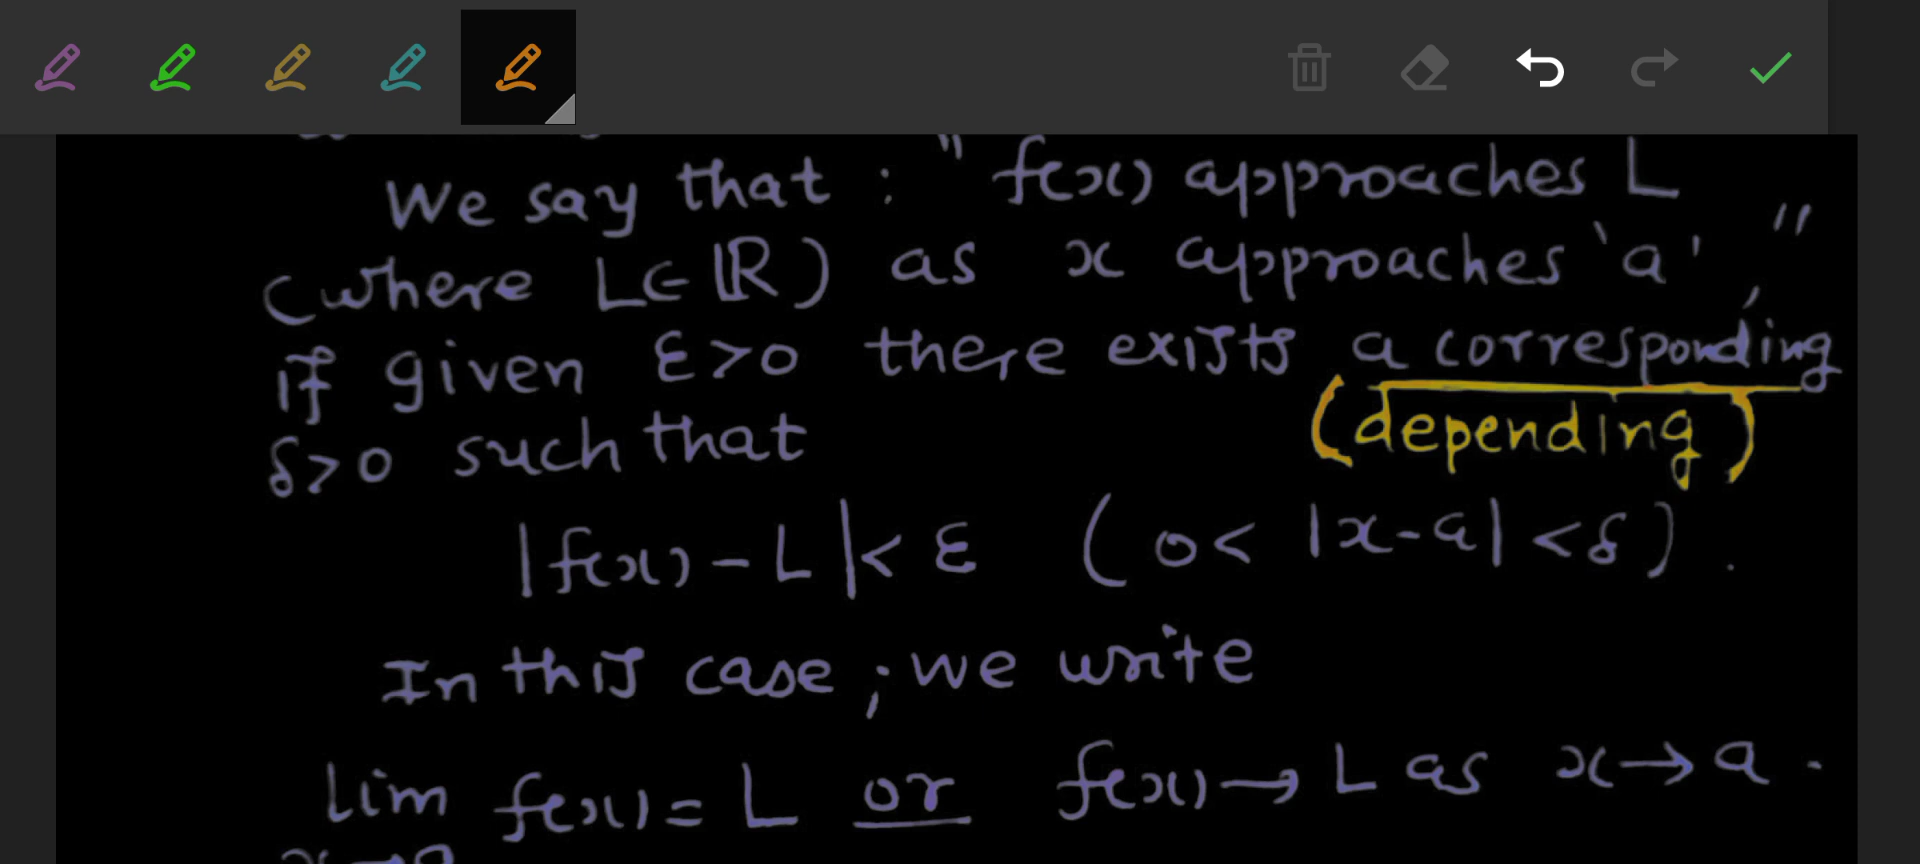 We say that : "f(x) approaches L
(where L∈ℝ) as x approaches 'a'",
if given ε>0 there exists a corresponding
(depending)
δ>0 such that
|f(x) - L| < ε ( 0 < |x-a| < δ ) .
In this case ; we write
lim f(x) = L or f(x) → L as x → a .
x→a